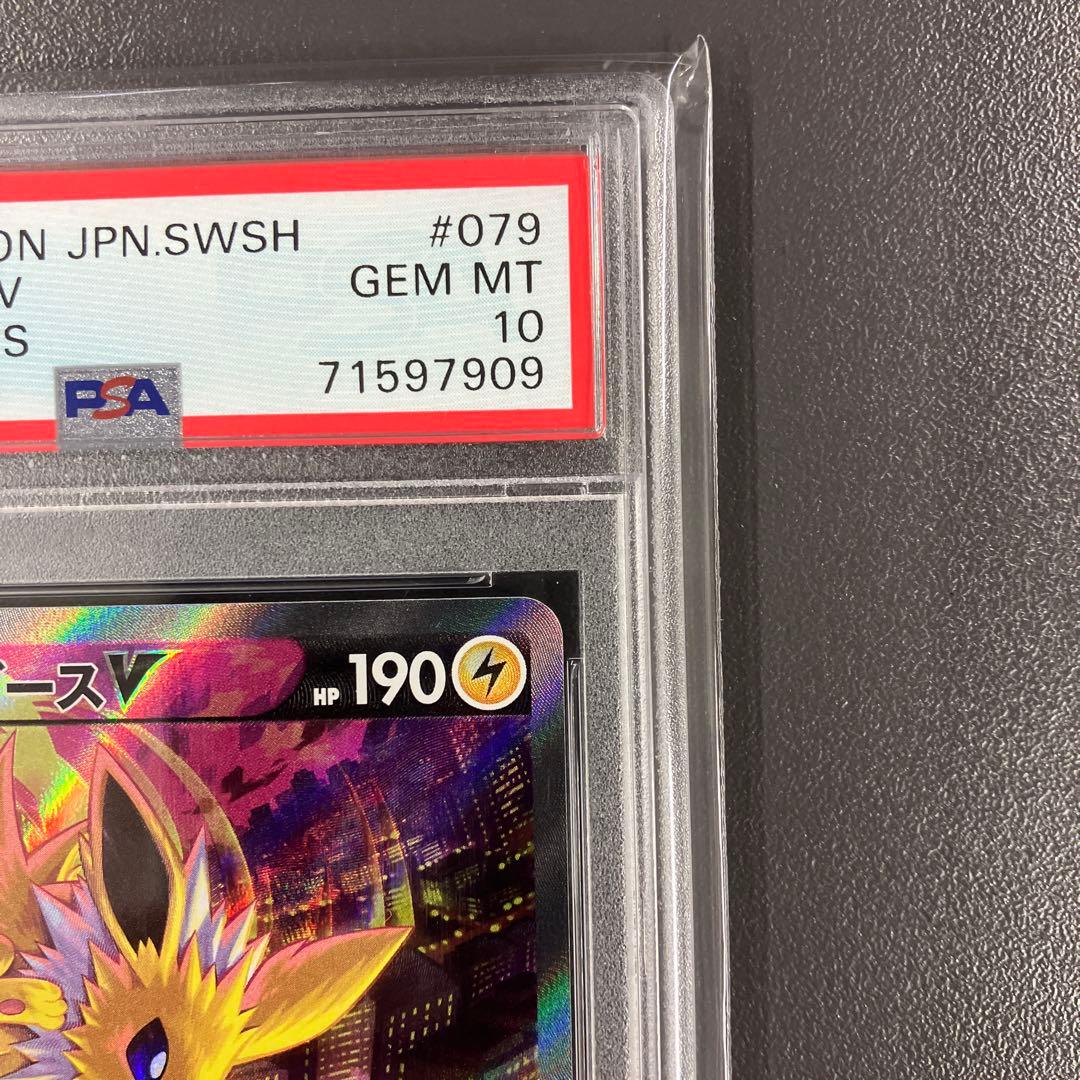 ON JPN.SWSH #079
V GEM MT
S 10
PSA 71597909
ースV HP 190